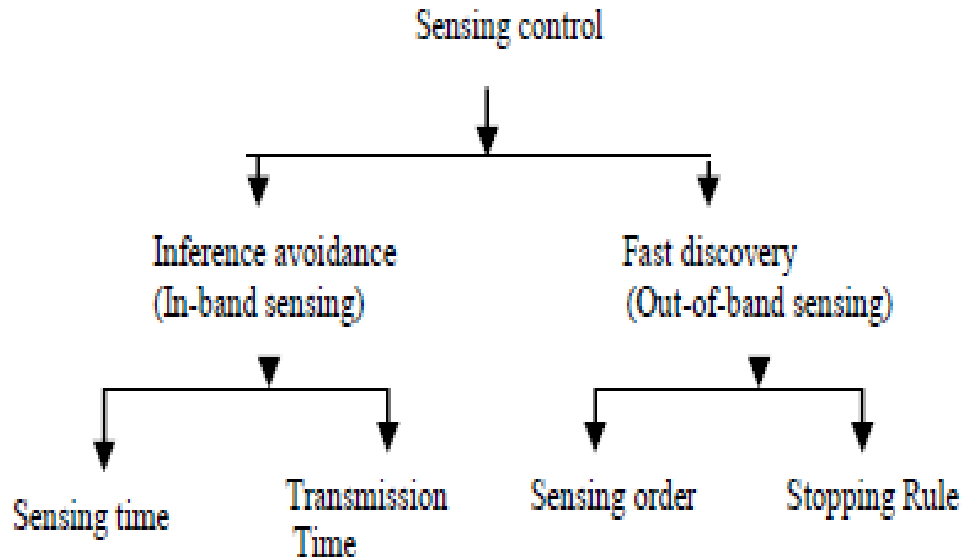 Sensing control
Inference avoidance
(In-band sensing)
Fast discovery
(Out-of-band sensing)
Sensing time
Transmission
Time
Sensing order
Stopping Rule